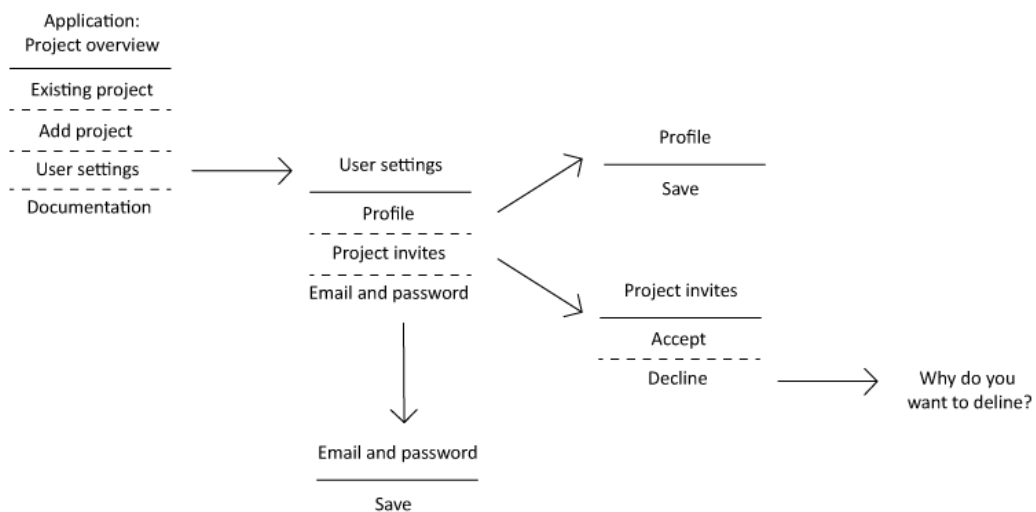 Application:
Project overview
Existing project
Add project
User settings
Documentation
User settings
Profile
Project invites
Email and password
Profile
Save
Project invites
Accept
Decline
Why do you
want to deline?
Email and password
Save